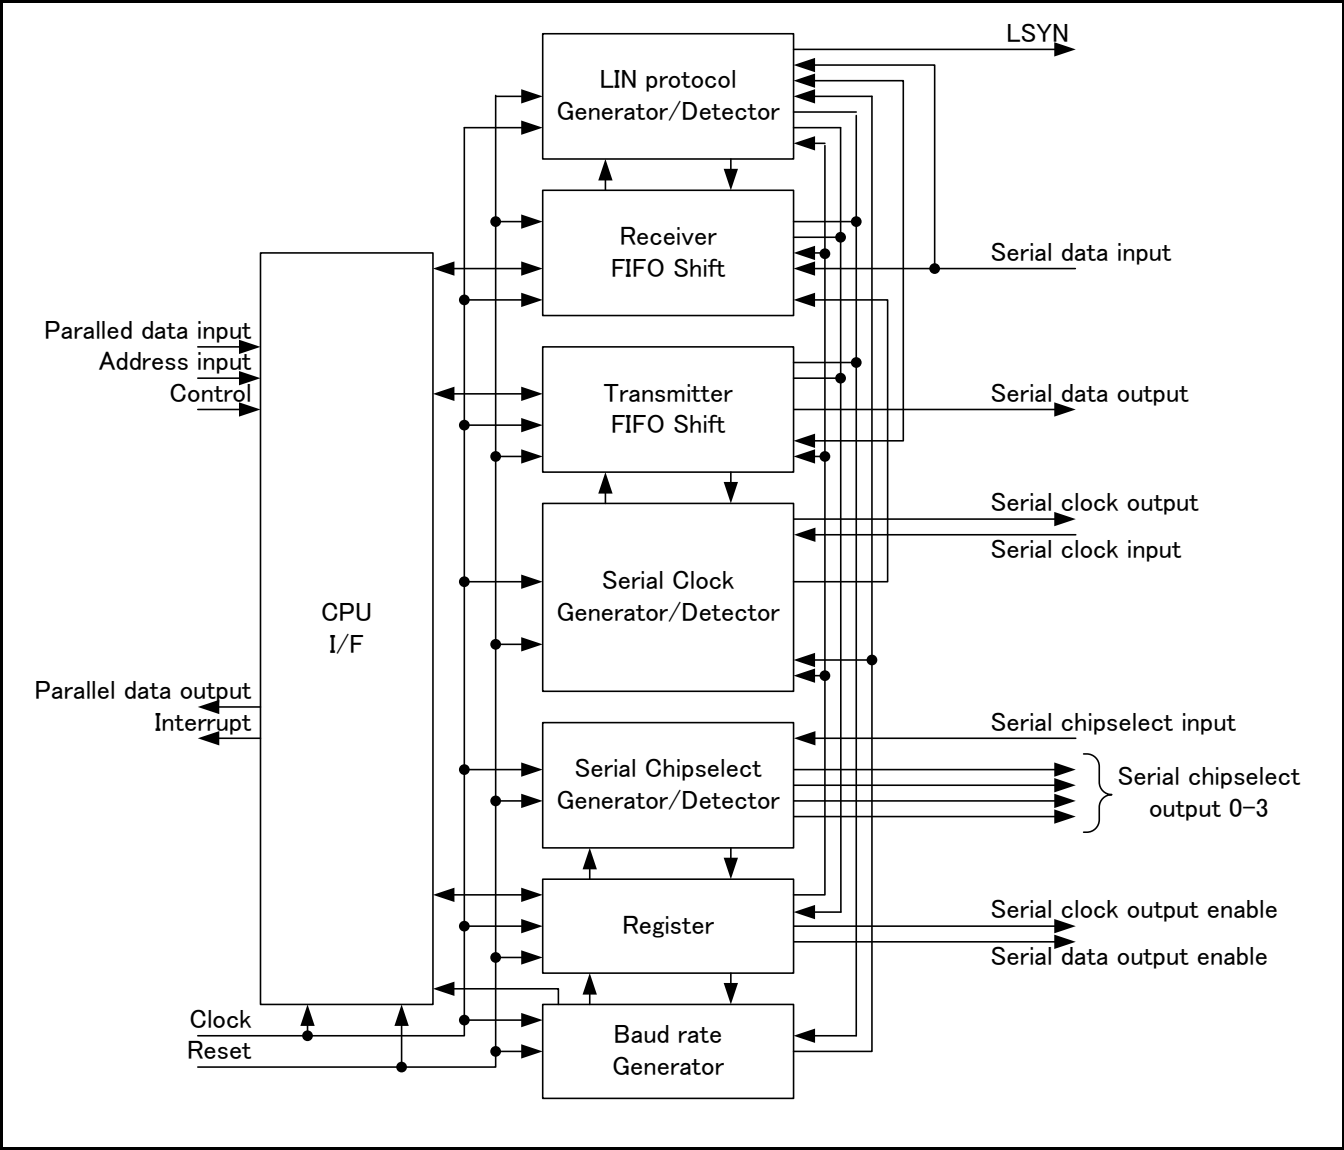 LSYN
LIN protocol
Generator/Detector
Receiver
FIFO Shift
Serial data input
Paralled data input
Address input
Control
Transmitter
FIFO Shift
Serial data output
Serial clock output
Serial clock input
Serial Clock
Generator/Detector
CPU
I/F
Parallel data output
Interrupt
Serial chipselect input
Serial Chipselect
Generator/Detector
Serial chipselect
output 0-3
Register
Serial clock output enable
Serial data output enable
Clock
Reset
Baud rate
Generator